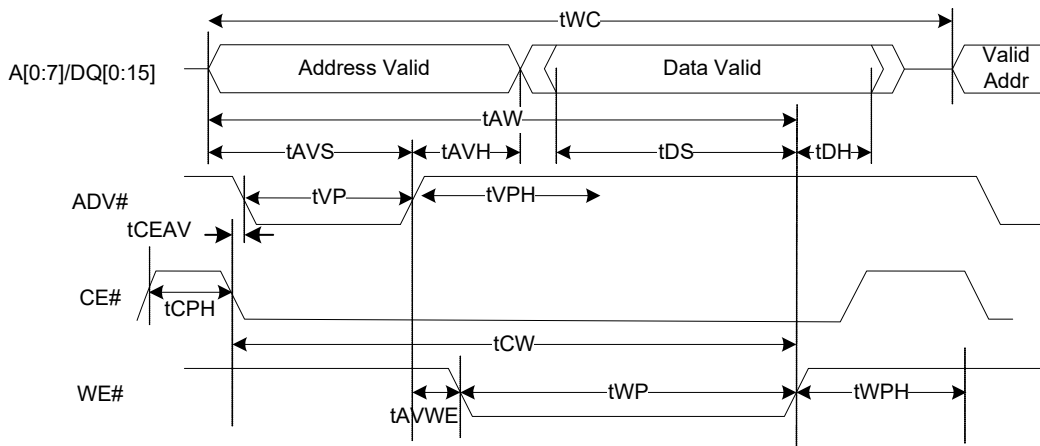 tWC
A[0:7]/DQ[0:15]
Address Valid
Data Valid
Valid
Addr
tAW
tAVS
tAVH
tDS
tDH
ADV#
tVP
tVPH
tCEAV
CE#
tCPH
tCW
WE#
tAVWE
tWP
tWPH